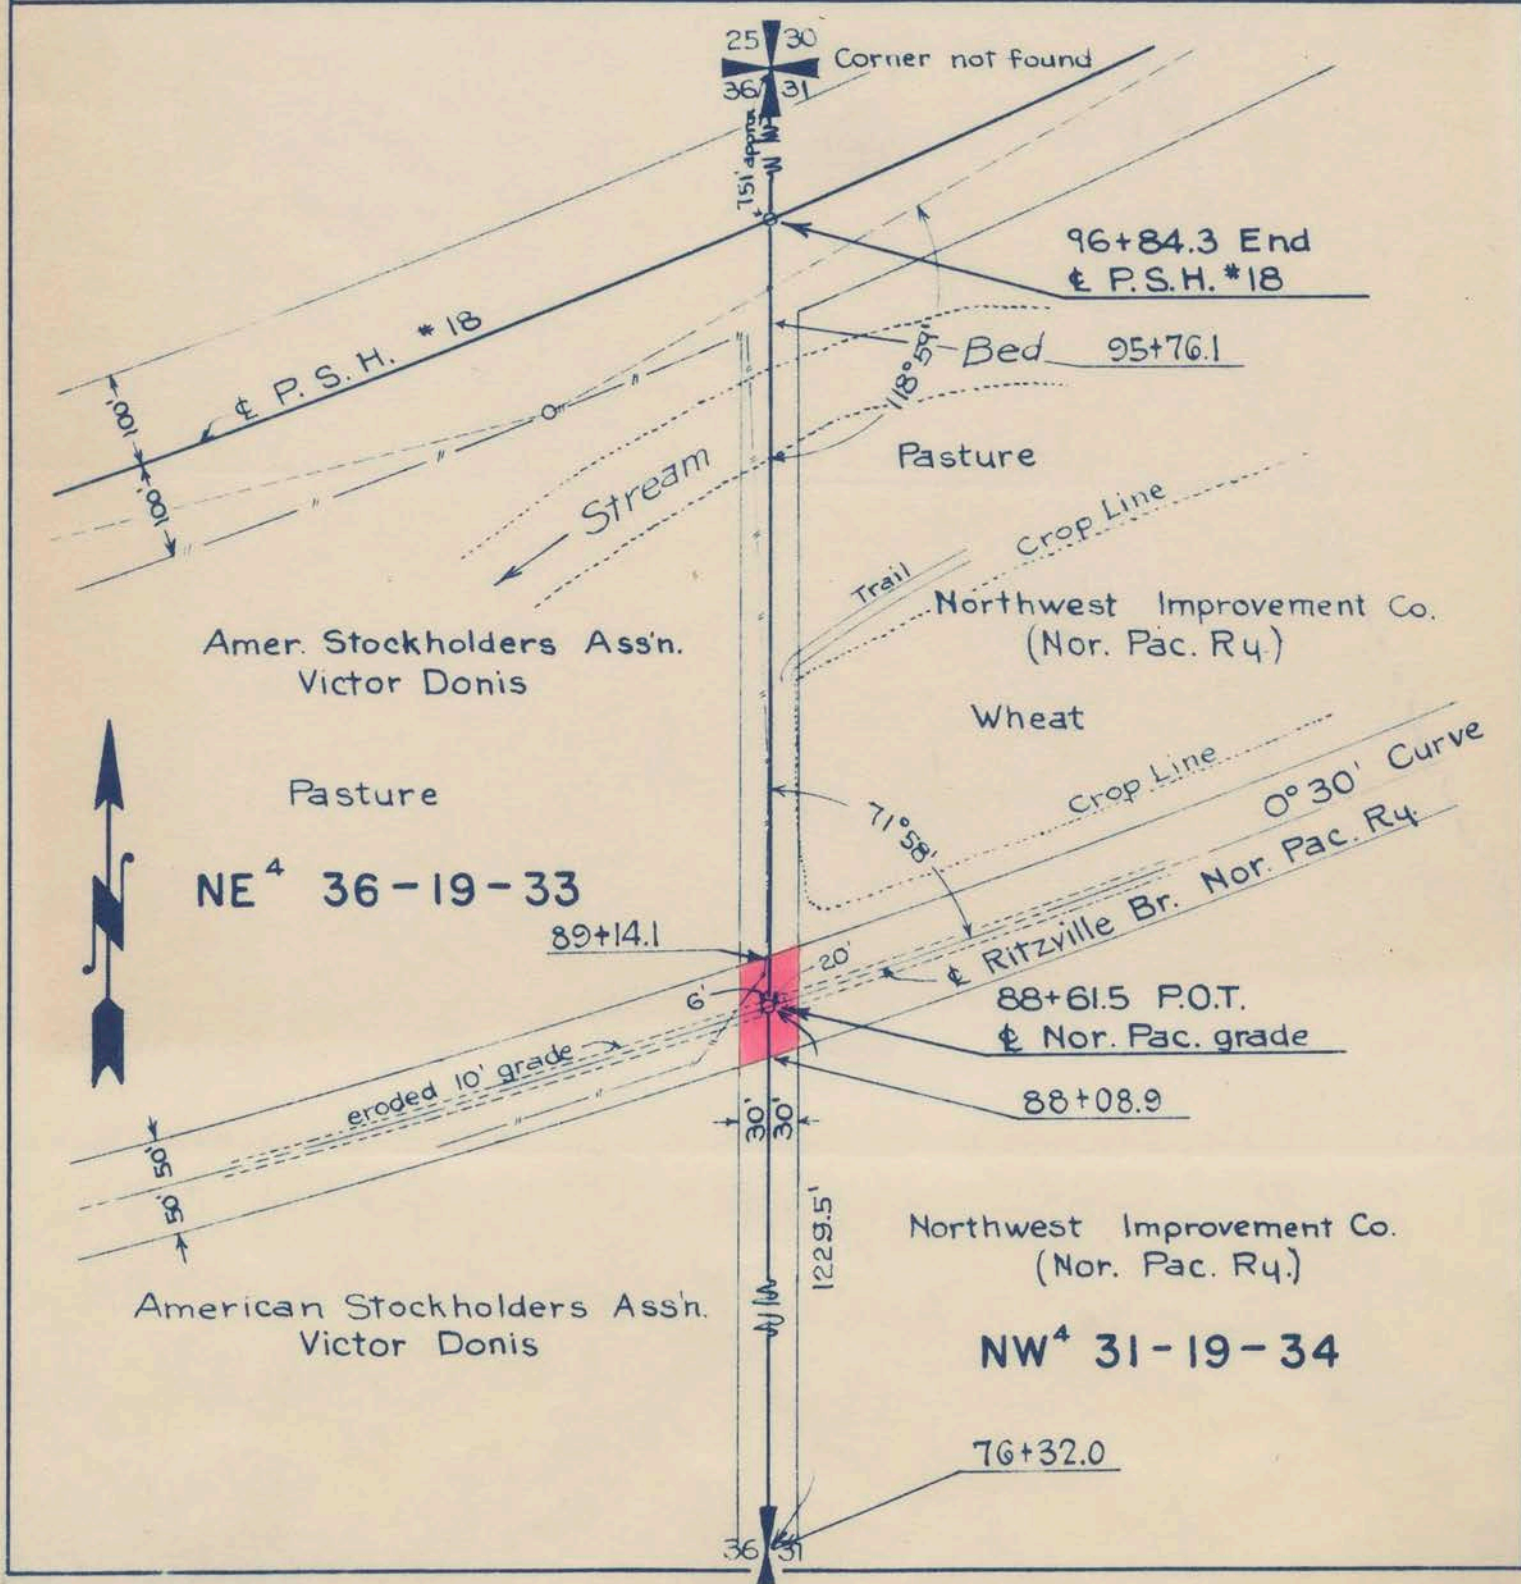 25 30
Corner not found
36 31
751' approx
96+84.3 End
℄ P.S.H. #18
℄ P.S.H. #18
Bed 95+76.1
118°59'
100'
100'
Pasture
Stream
Crop Line
Trail
Northwest Improvement Co.
(Nor. Pac. Ry.)
Amer. Stockholders Ass'n.
Victor Donis
Wheat
0°30' Curve
Crop Line
Pasture
71°58'
NE⁴ 36-19-33
℄ Ritzville Br. Nor. Pac. Ry.
89+14.1
20'
6'
88+61.5 P.O.T.
℄ Nor. Pac. grade
eroded 10' grade
88+08.9
30' 30'
50'
50'
1229.5'
Northwest Improvement Co.
(Nor. Pac. Ry.)
American Stockholders Ass'n.
Victor Donis
NW⁴ 31-19-34
76+32.0
36 31